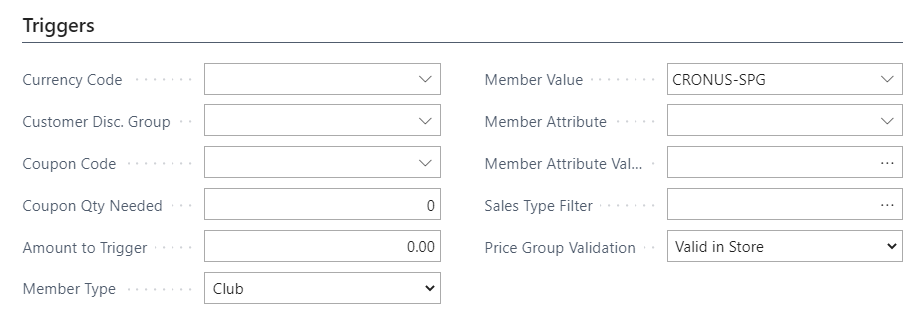 Triggers
Currency Code
Customer Disc. Group
Coupon Code
Coupon Qty Needed 0
Amount to Trigger 0.00
Member Type Club
Member Value CRONUS-SPG
Member Attribute
Member Attribute Val...
Sales Type Filter
Price Group Validation Valid in Store